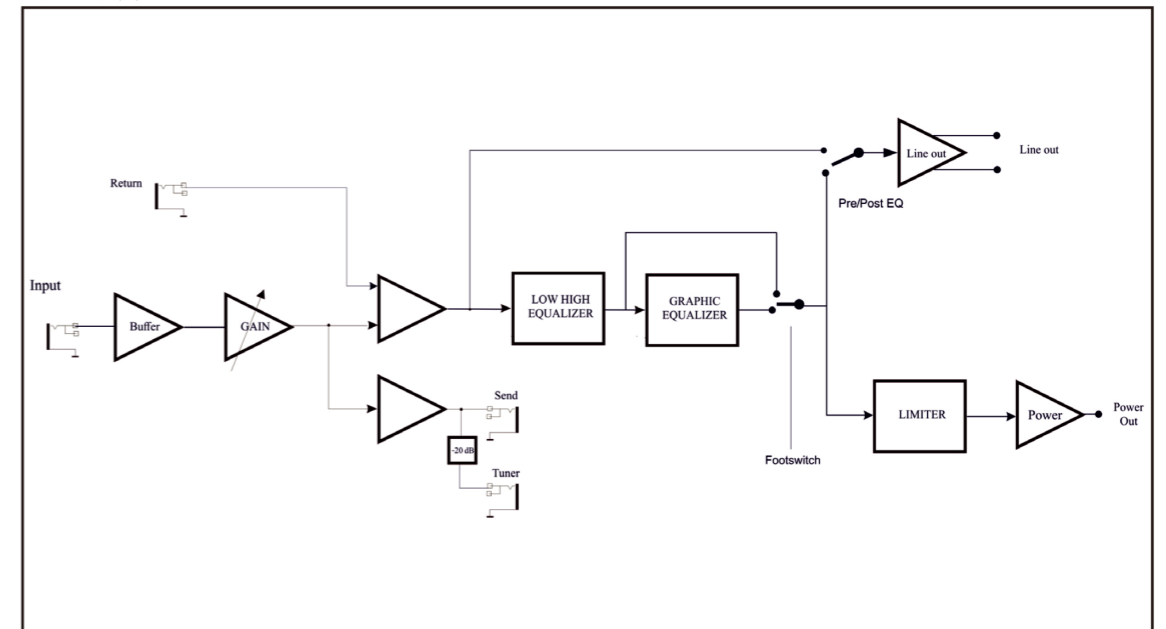 Line out
Line out
Pre/Post EQ
Return
Input
Buffer
GAIN
LOW HIGH
EQUALIZER
GRAPHIC
EQUALIZER
Send
-20 dB
Tuner
Footswitch
LIMITER
Power
Power
Out